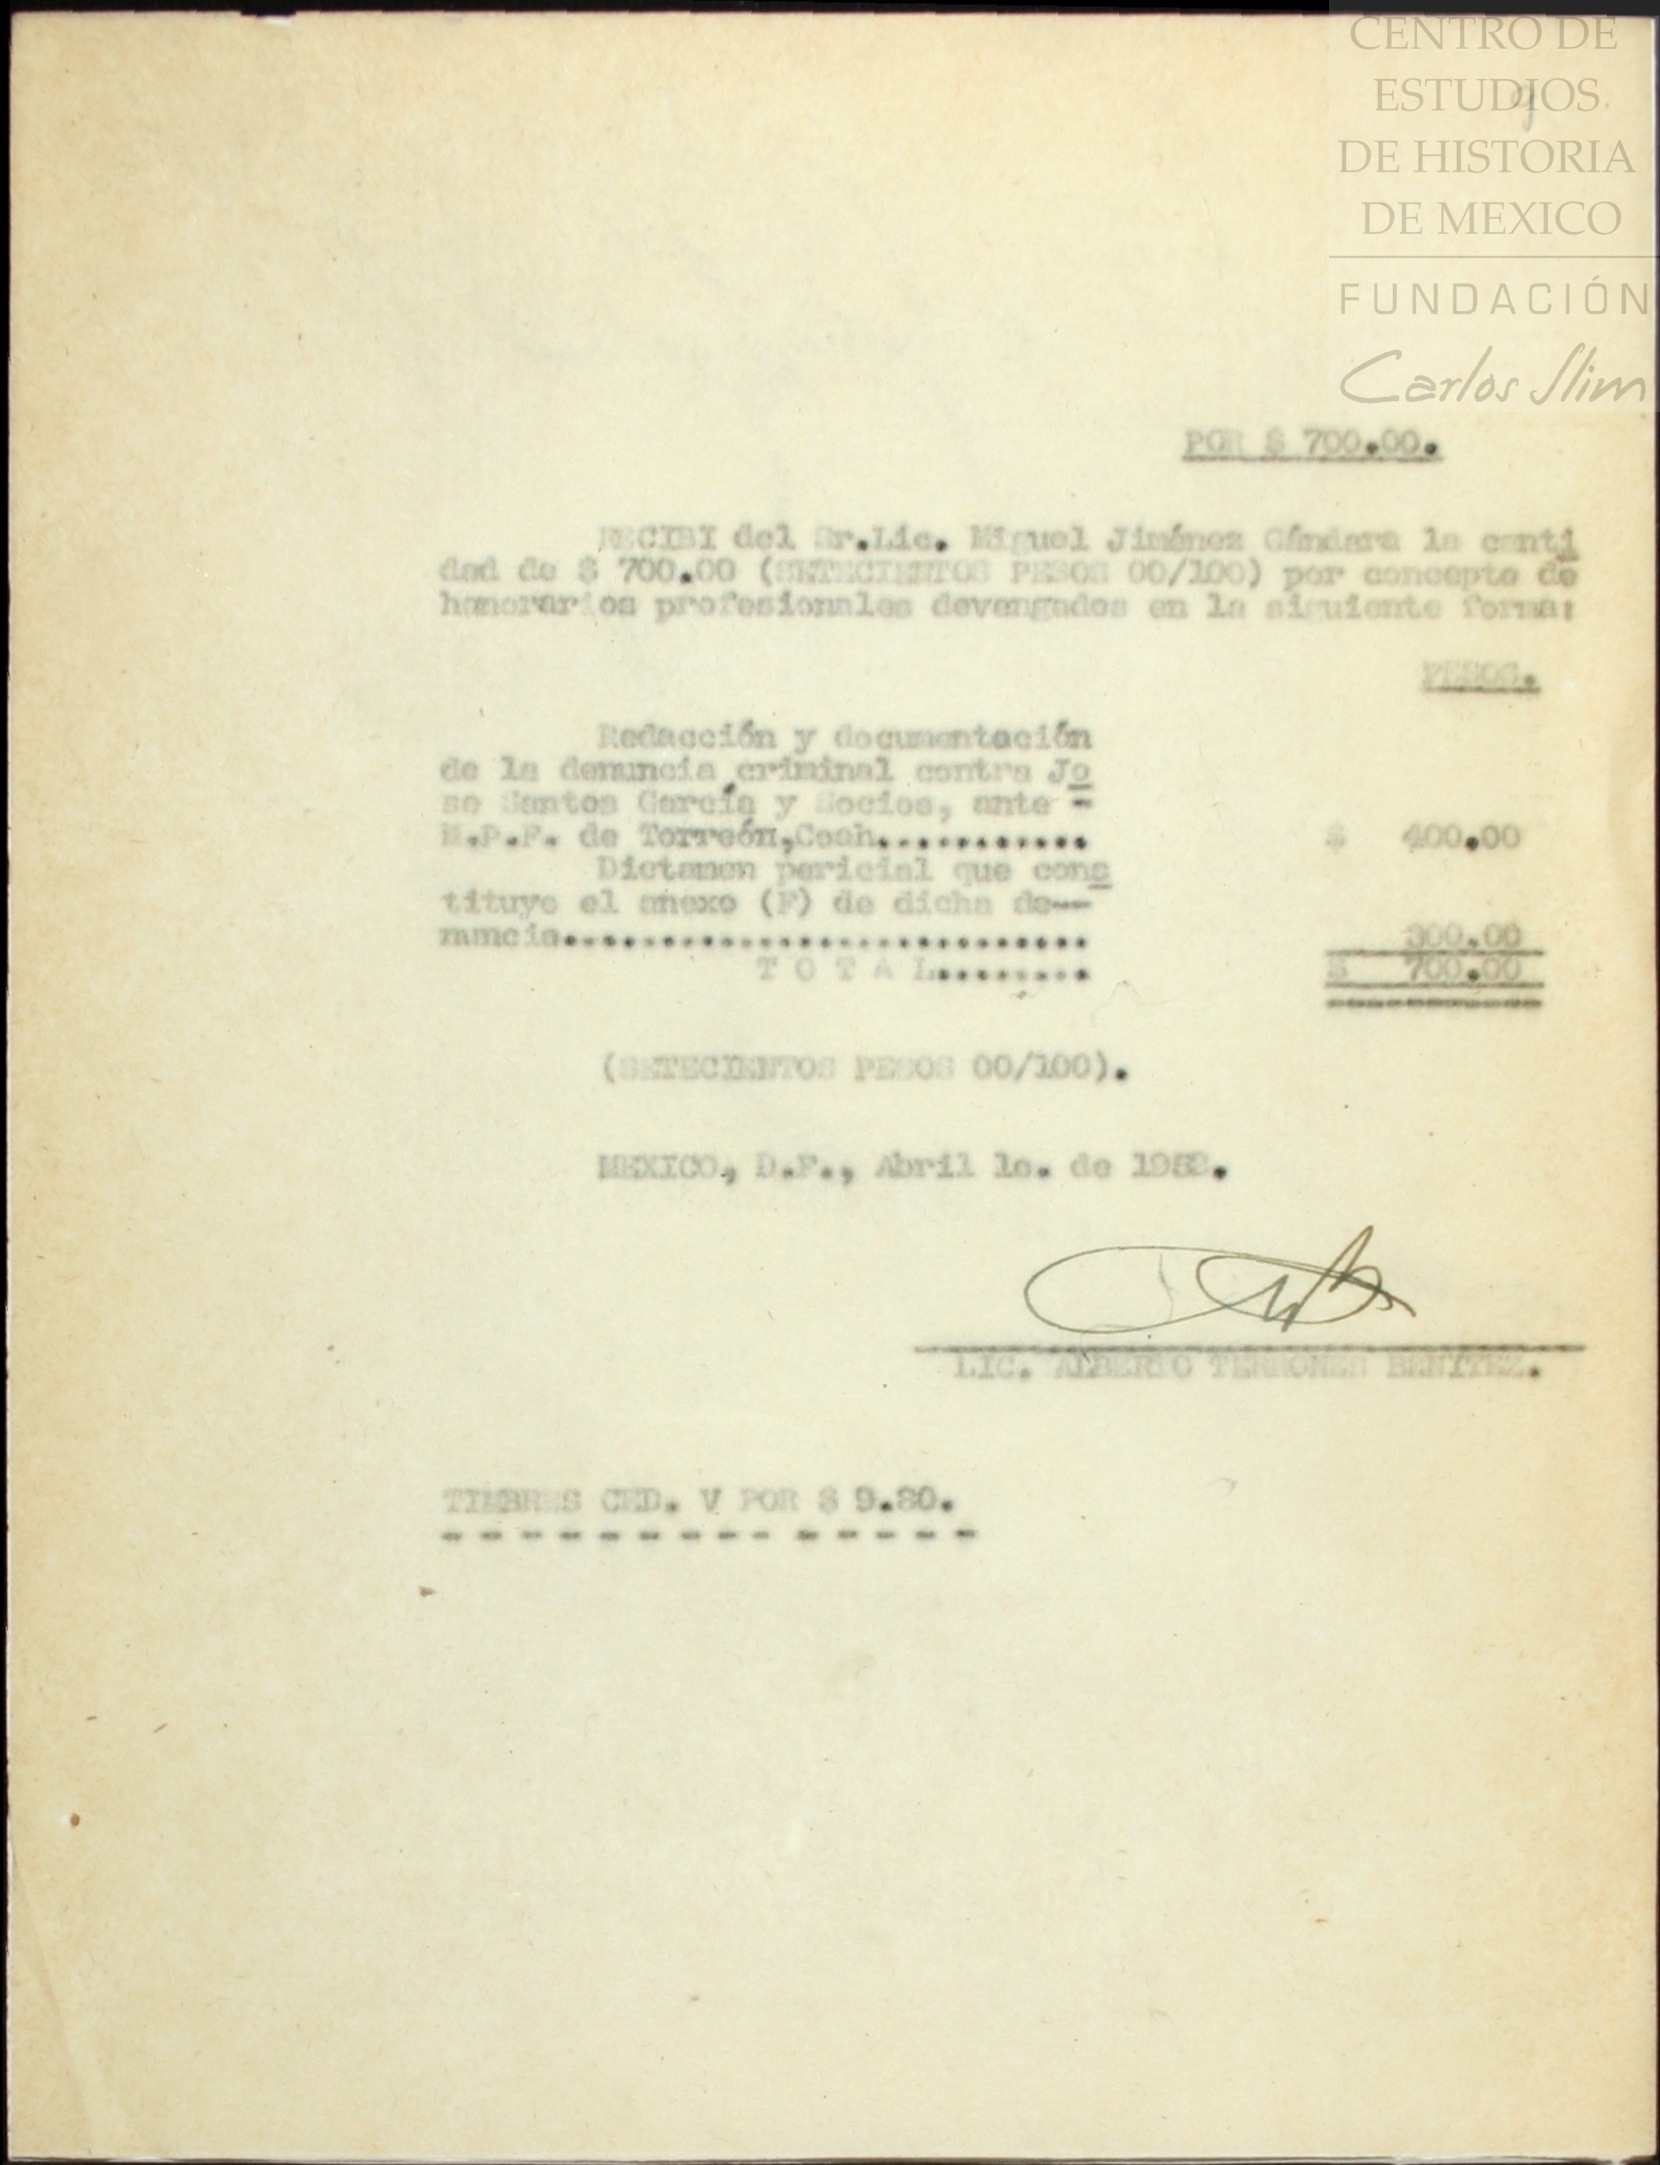 CENTRO DE
ESTUDIOS
DE HISTORIA
DE MEXICO
FUNDACIÓN
Carlos Slim
9
POR $ 700.00.
RECIBI del Sr.Lic. Miguel Jiménez Gándara la canti
dad de $ 700.00 (SETECIENTOS PESOS 00/100) por concepto de
honorarios profesionales devengados en la siguiente forma:
PESOS.
Redacción y documentación
de la denuncia criminal contra Jo
se Santos García y Socios, ante -
M.P.F. de Torreón,Coah............ $ 400.00
Dictamen pericial que cons
tituye el anexo (F) de dicha de--
nuncia............................ 300.00
T O T A L......... $ 700.00
(SETECIENTOS PESOS 00/100).
MEXICO, D.F., Abril 1o. de 1952.
LIC. ALBERTO TERRONES BENITEZ.
TIMBRES CED. V POR $ 9.80.